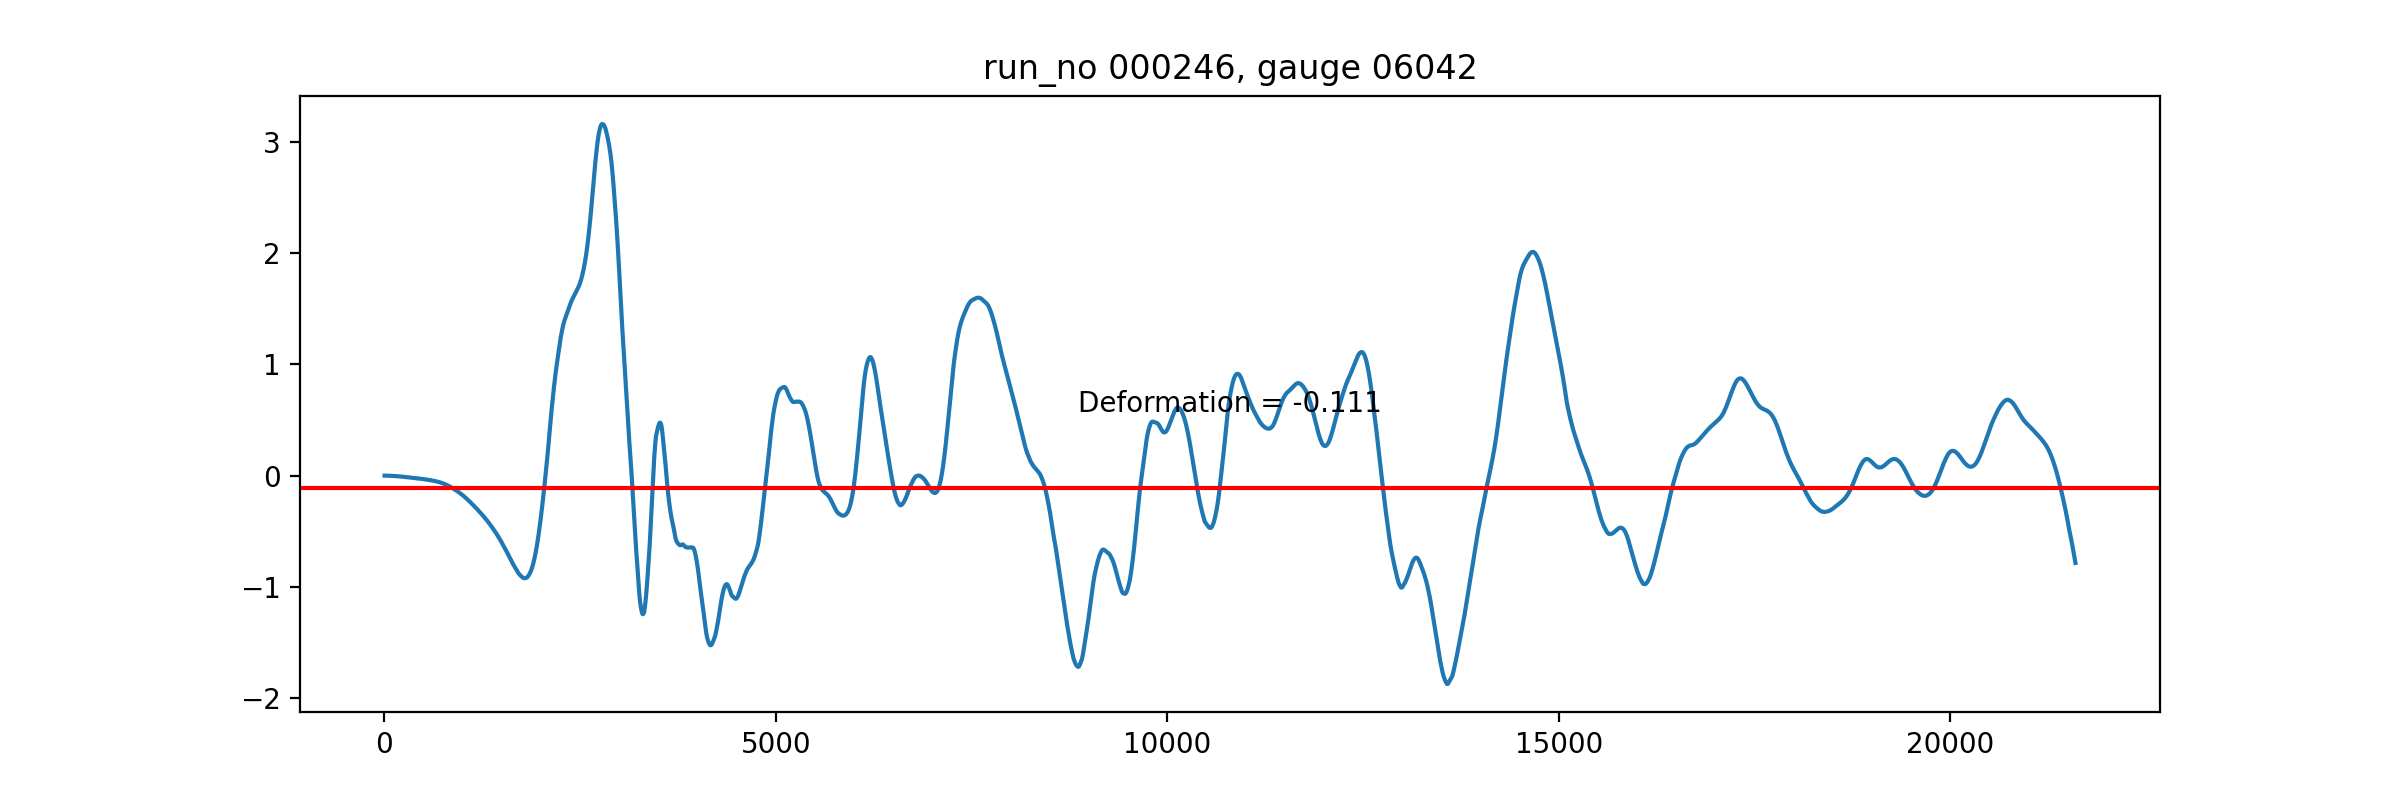 run_no 000246, gauge 06042
3
2
1
0
−1
−2
Deformation = -0.111
0 5000 10000 15000 20000